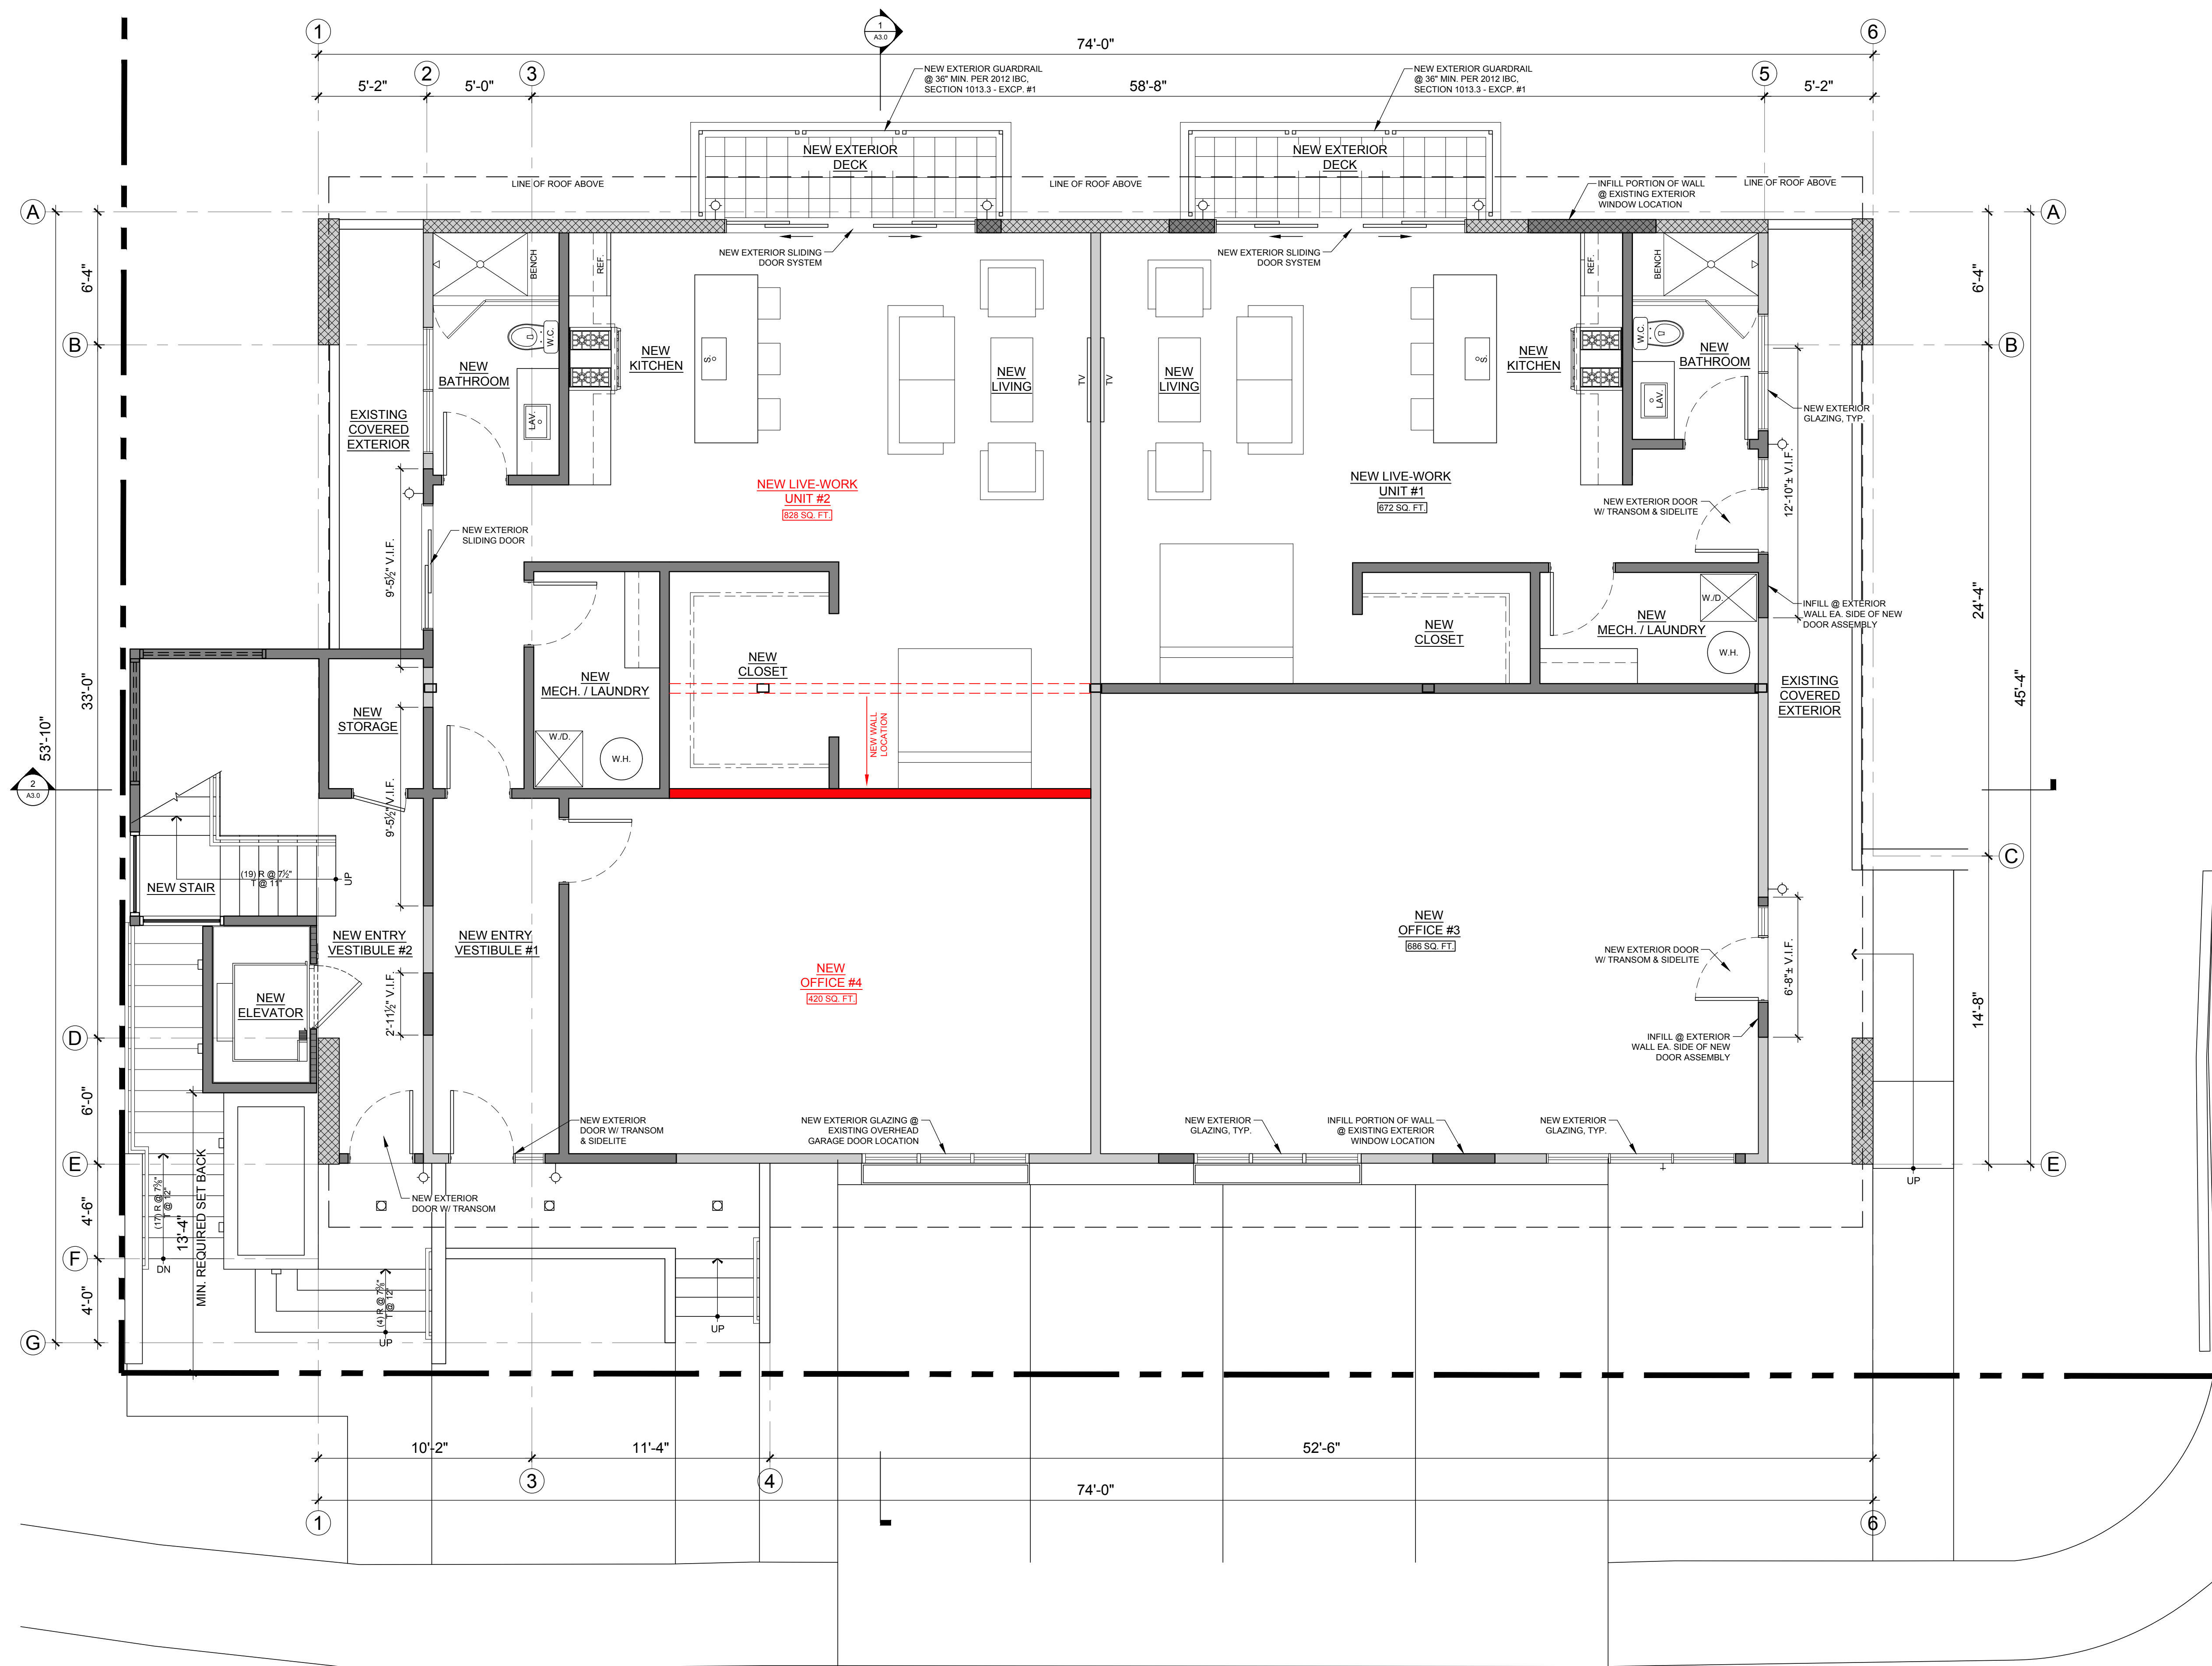 1
6
1
A3.0
74'-0"
2
3
5
5'-2"
5'-0"
58'-8"
5'-2"
NEW EXTERIOR GUARDRAIL
@ 36" MIN. PER 2012 IBC,
SECTION 1013.3 - EXCP. #1
NEW EXTERIOR GUARDRAIL
@ 36" MIN. PER 2012 IBC,
SECTION 1013.3 - EXCP. #1
NEW EXTERIOR
DECK
NEW EXTERIOR
DECK
LINE OF ROOF ABOVE
LINE OF ROOF ABOVE
LINE OF ROOF ABOVE
INFILL PORTION OF WALL
@ EXISTING EXTERIOR
WINDOW LOCATION
A
A
NEW EXTERIOR SLIDING
DOOR SYSTEM
NEW EXTERIOR SLIDING
DOOR SYSTEM
BENCH
REF.
REF.
BENCH
6'-4"
6'-4"
B
B
W.C.
W.C.
S.
S.
NEW
KITCHEN
NEW
KITCHEN
NEW
BATHROOM
NEW
BATHROOM
NEW
LIVING
NEW
LIVING
TV
TV
LAV.
LAV.
EXISTING
COVERED
EXTERIOR
NEW EXTERIOR
GLAZING, TYP.
NEW LIVE-WORK
UNIT #2
828 SQ. FT.
NEW LIVE-WORK
UNIT #1
672 SQ. FT.
12'-10"± V.I.F.
NEW EXTERIOR DOOR
W/ TRANSOM & SIDELITE
NEW EXTERIOR
SLIDING DOOR
9'-5½" V.I.F.
24'-4"
W./D.
INFILL @ EXTERIOR
WALL EA. SIDE OF NEW
DOOR ASSEMBLY
NEW
CLOSET
NEW
MECH. / LAUNDRY
W.H.
NEW
CLOSET
NEW
MECH. / LAUNDRY
33'-0"
45'-4"
53'-10"
NEW
STORAGE
EXISTING
COVERED
EXTERIOR
NEW WALL
LOCATION
W./D.
W.H.
2
A3.0
9'-5½" V.I.F.
C
(19) R @ 7½"
T @ 11"
UP
NEW STAIR
NEW ENTRY
VESTIBULE #2
NEW ENTRY
VESTIBULE #1
NEW
OFFICE #3
686 SQ. FT.
NEW EXTERIOR DOOR
W/ TRANSOM & SIDELITE
6'-8"± V.I.F.
NEW
OFFICE #4
420 SQ. FT.
NEW
ELEVATOR
2'-11½" V.I.F.
14'-8"
D
INFILL @ EXTERIOR
WALL EA. SIDE OF NEW
DOOR ASSEMBLY
6'-0"
NEW EXTERIOR
DOOR W/ TRANSOM
& SIDELITE
NEW EXTERIOR GLAZING @
EXISTING OVERHEAD
GARAGE DOOR LOCATION
NEW EXTERIOR
GLAZING, TYP.
INFILL PORTION OF WALL
@ EXISTING EXTERIOR
WINDOW LOCATION
NEW EXTERIOR
GLAZING, TYP.
E
E
UP
NEW EXTERIOR
DOOR W/ TRANSOM
4'-6"
T @ 12"
13'-4"
MIN. REQUIRED SET BACK
F
DN
4'-0"
T @ 12"
UP
UP
G
10'-2"
11'-4"
52'-6"
3
4
74'-0"
1
6